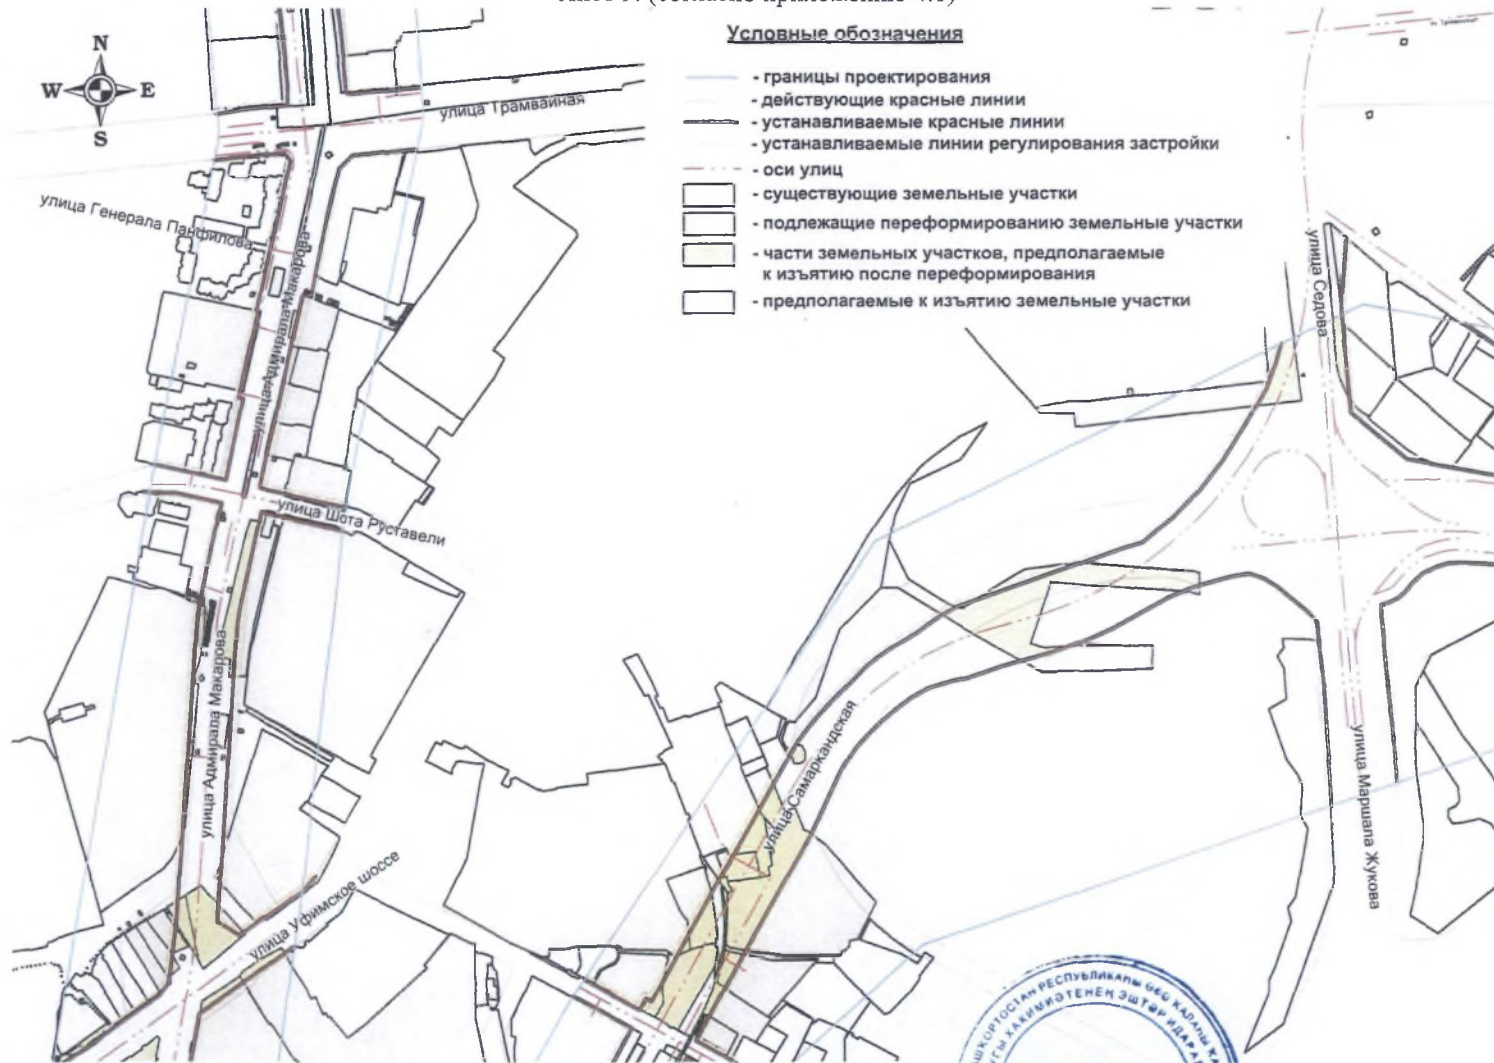 Условные обозначения
N
W E
S
- границы проектирования
- действующие красные линии
- устанавливаемые красные линии
- устанавливаемые линии регулирования застройки
- оси улиц
- существующие земельные участки
- подлежащие переформированию земельные участки
- части земельных участков, предполагаемые
к изъятию после переформирования
- предполагаемые к изъятию земельные участки
улица Трамвайная
улица Генерала Панфилова
улица Адмирала Макарова
улица Шота Руставели
улица Адмирала Макарова
улица Уфимское шоссе
улица Самаркандская
улица Седова
улица Маршала Жукова